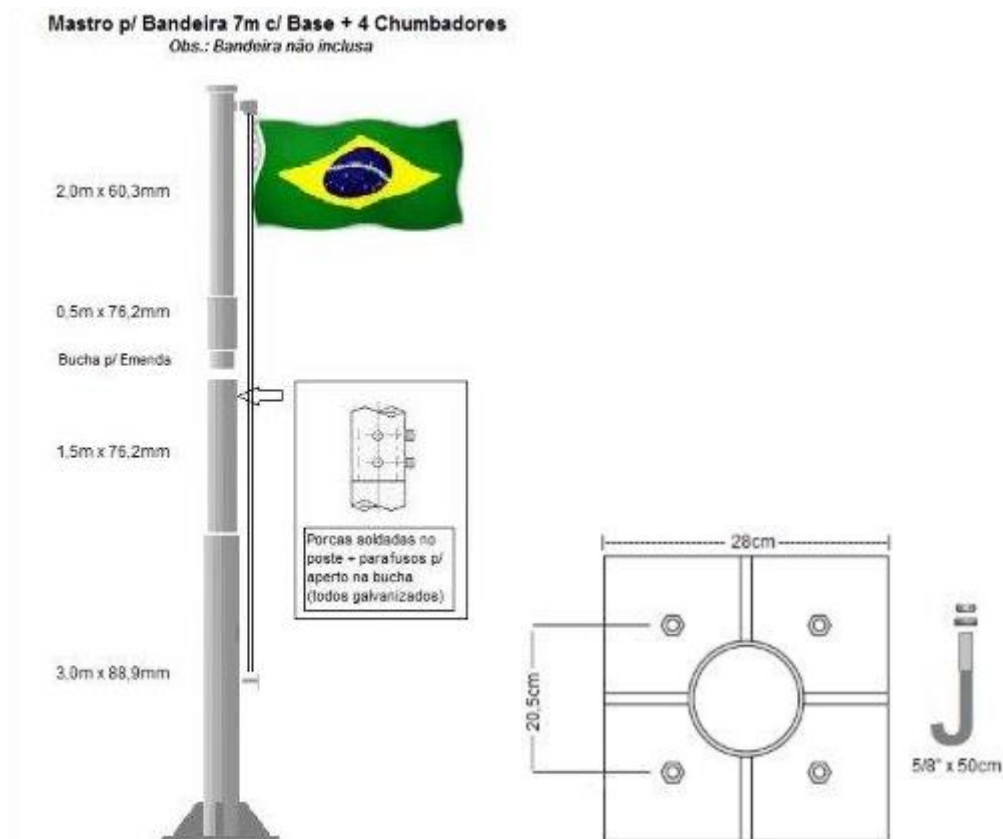 Mastro p/ Bandeira 7m c/ Base + 4 Chumbadores
Obs.: Bandeira não inclusa
2,0m x 60,3mm
0,5m x 76,2mm
Bucha p/ Emenda
1,5m x 76,2mm
Porcas soldadas no
poste + parafusos p/
aperto na bucha
(todos galvanizados)
3,0m x 88,9mm
28cm
20,5cm
5/8" x 50cm